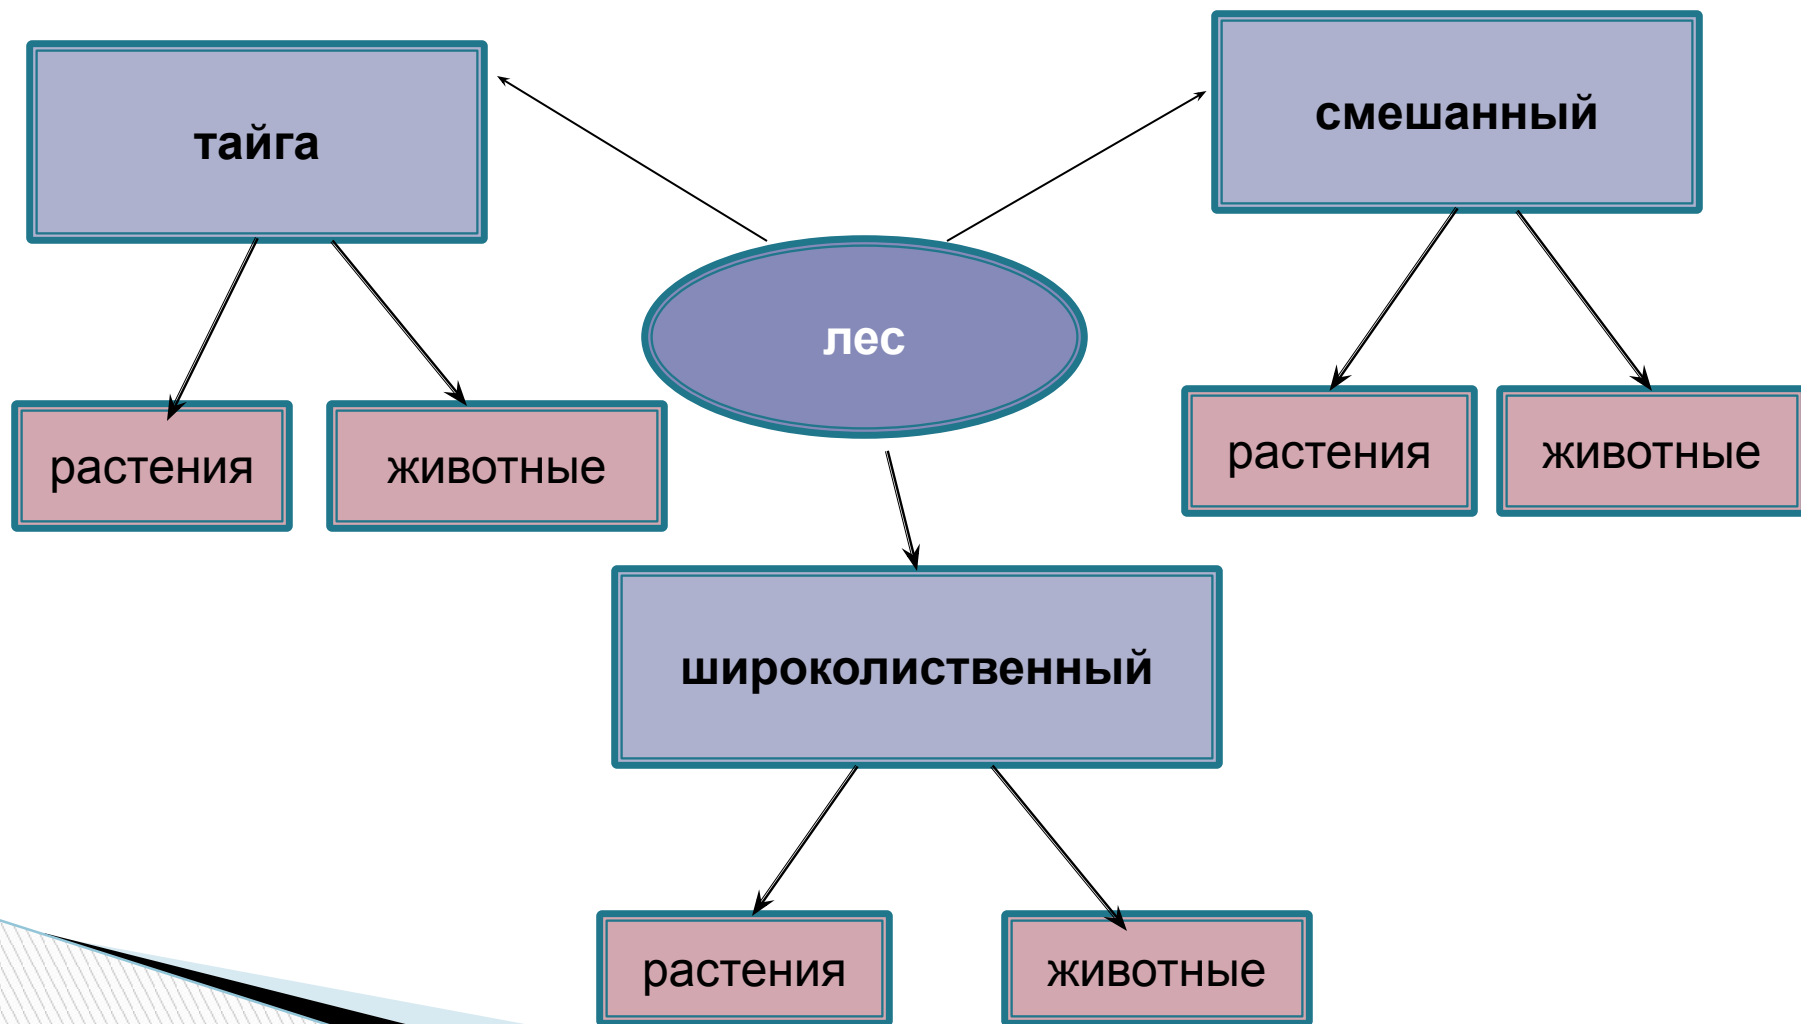 тайга
смешанный
лес
растения
животные
растения
животные
широколиственный
растения
животные